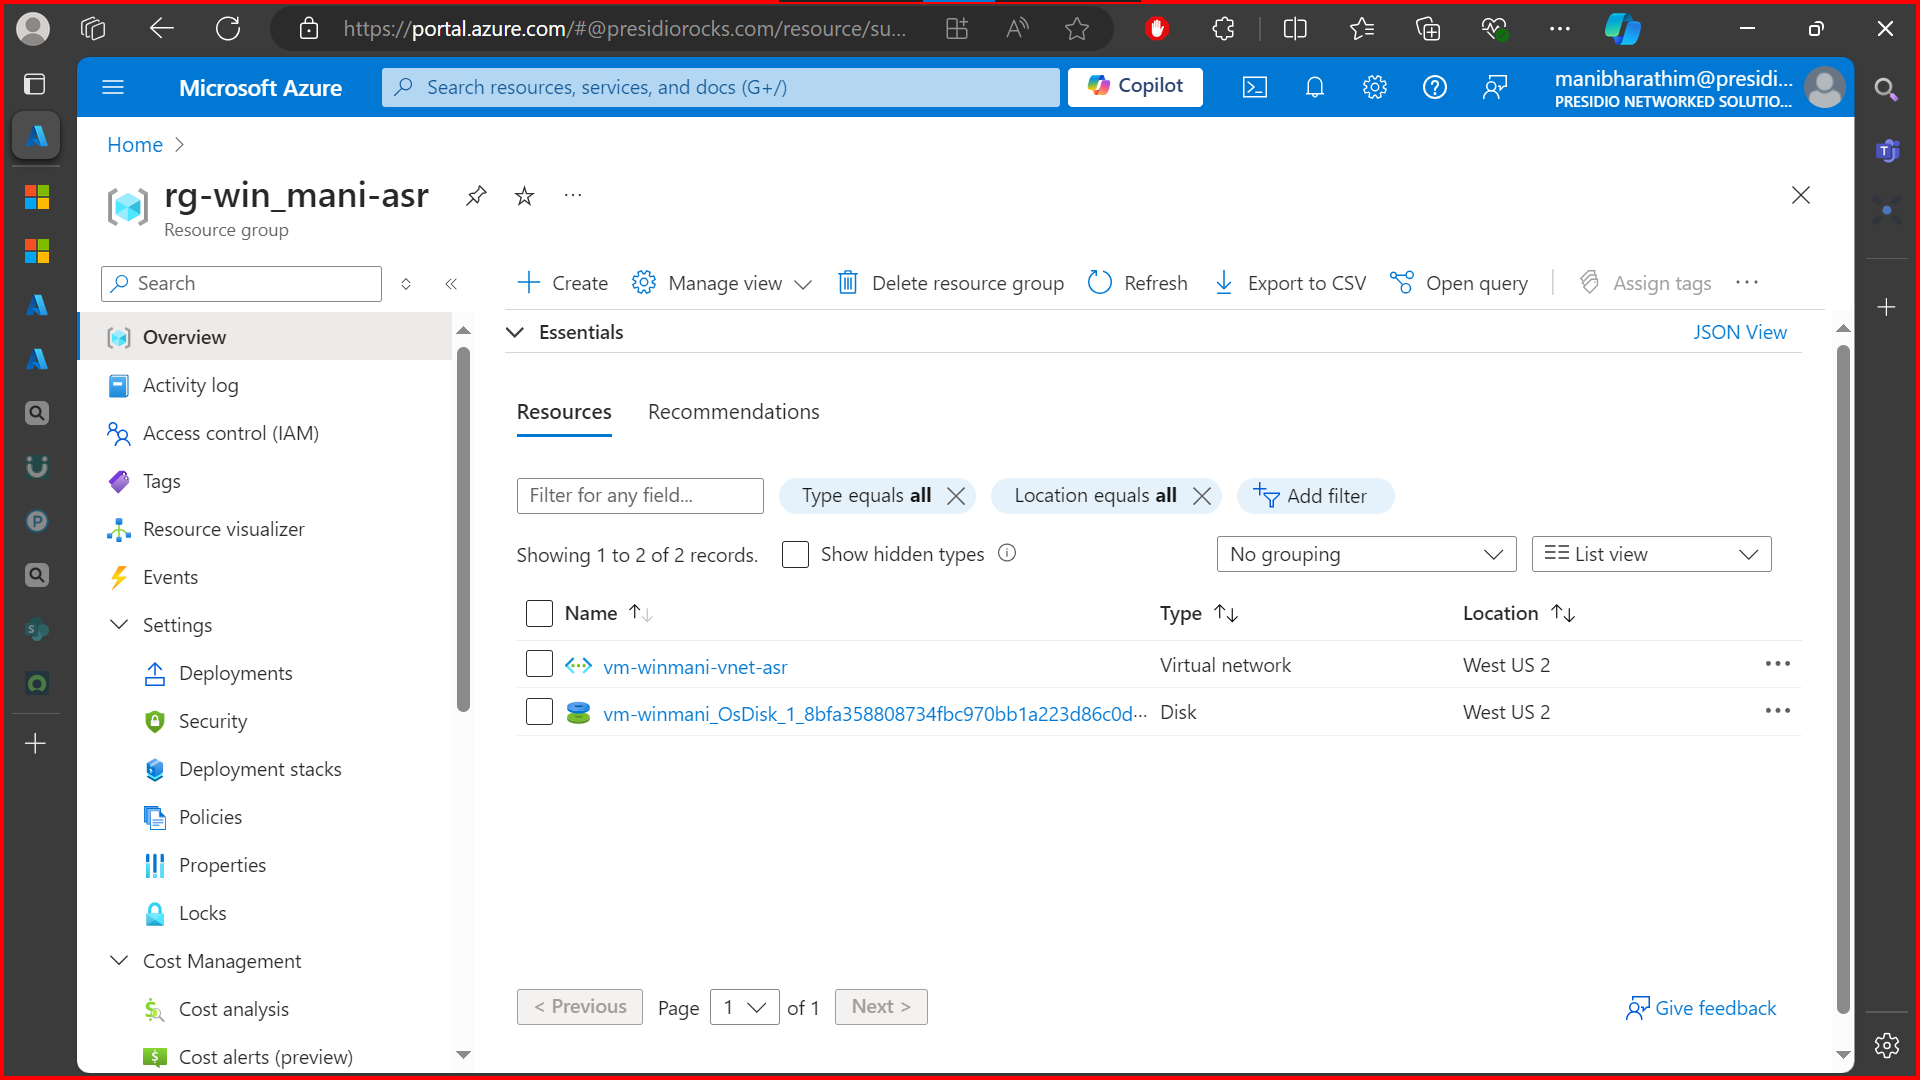 https://portal.azure.com/#@presidiorocks.com/resource/su...
Microsoft Azure
Search resources, services, and docs (G+/)
Copilot
manibharathim@presidi...
PRESIDIO NETWORKED SOLUTIO...
Home
rg-win_mani-asr
Resource group
Search
Create
Manage view
Delete resource group
Refresh
Export to CSV
Open query
Assign tags
Overview
Activity log
Access control (IAM)
Tags
Resource visualizer
Events
Settings
Deployments
Security
Deployment stacks
Policies
Properties
Locks
Cost Management
Cost analysis
Cost alerts (preview)
Essentials
JSON View
Resources
Recommendations
Filter for any field...
Type equals all
Location equals all
Add filter
Showing 1 to 2 of 2 records.
Show hidden types
No grouping
List view
Name
Type
Location
vm-winmani-vnet-asr
Virtual network
West US 2
vm-winmani_OsDisk_1_8bfa358808734fbc970bb1a223d86c0d...
Disk
West US 2
< Previous
Page
1
of 1
Next >
Give feedback